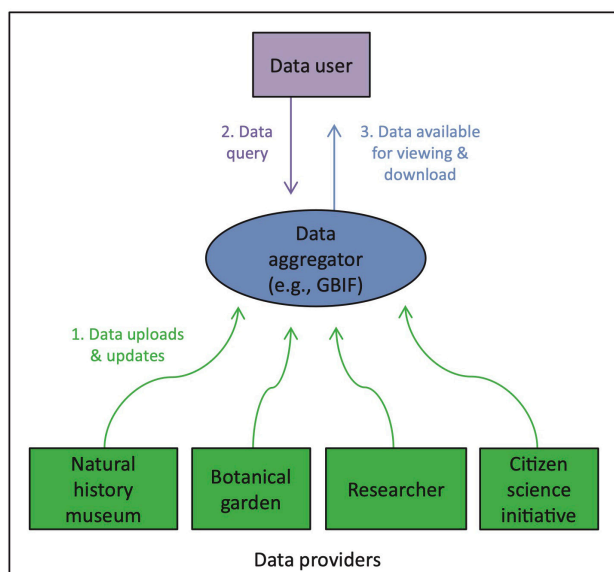 Data user
2. Data
query
3. Data available
for viewing &
download
Data
aggregator
(e.g., GBIF)
1. Data uploads
& updates
Natural
history
museum
Botanical
garden
Researcher
Citizen
science
initiative
Data providers